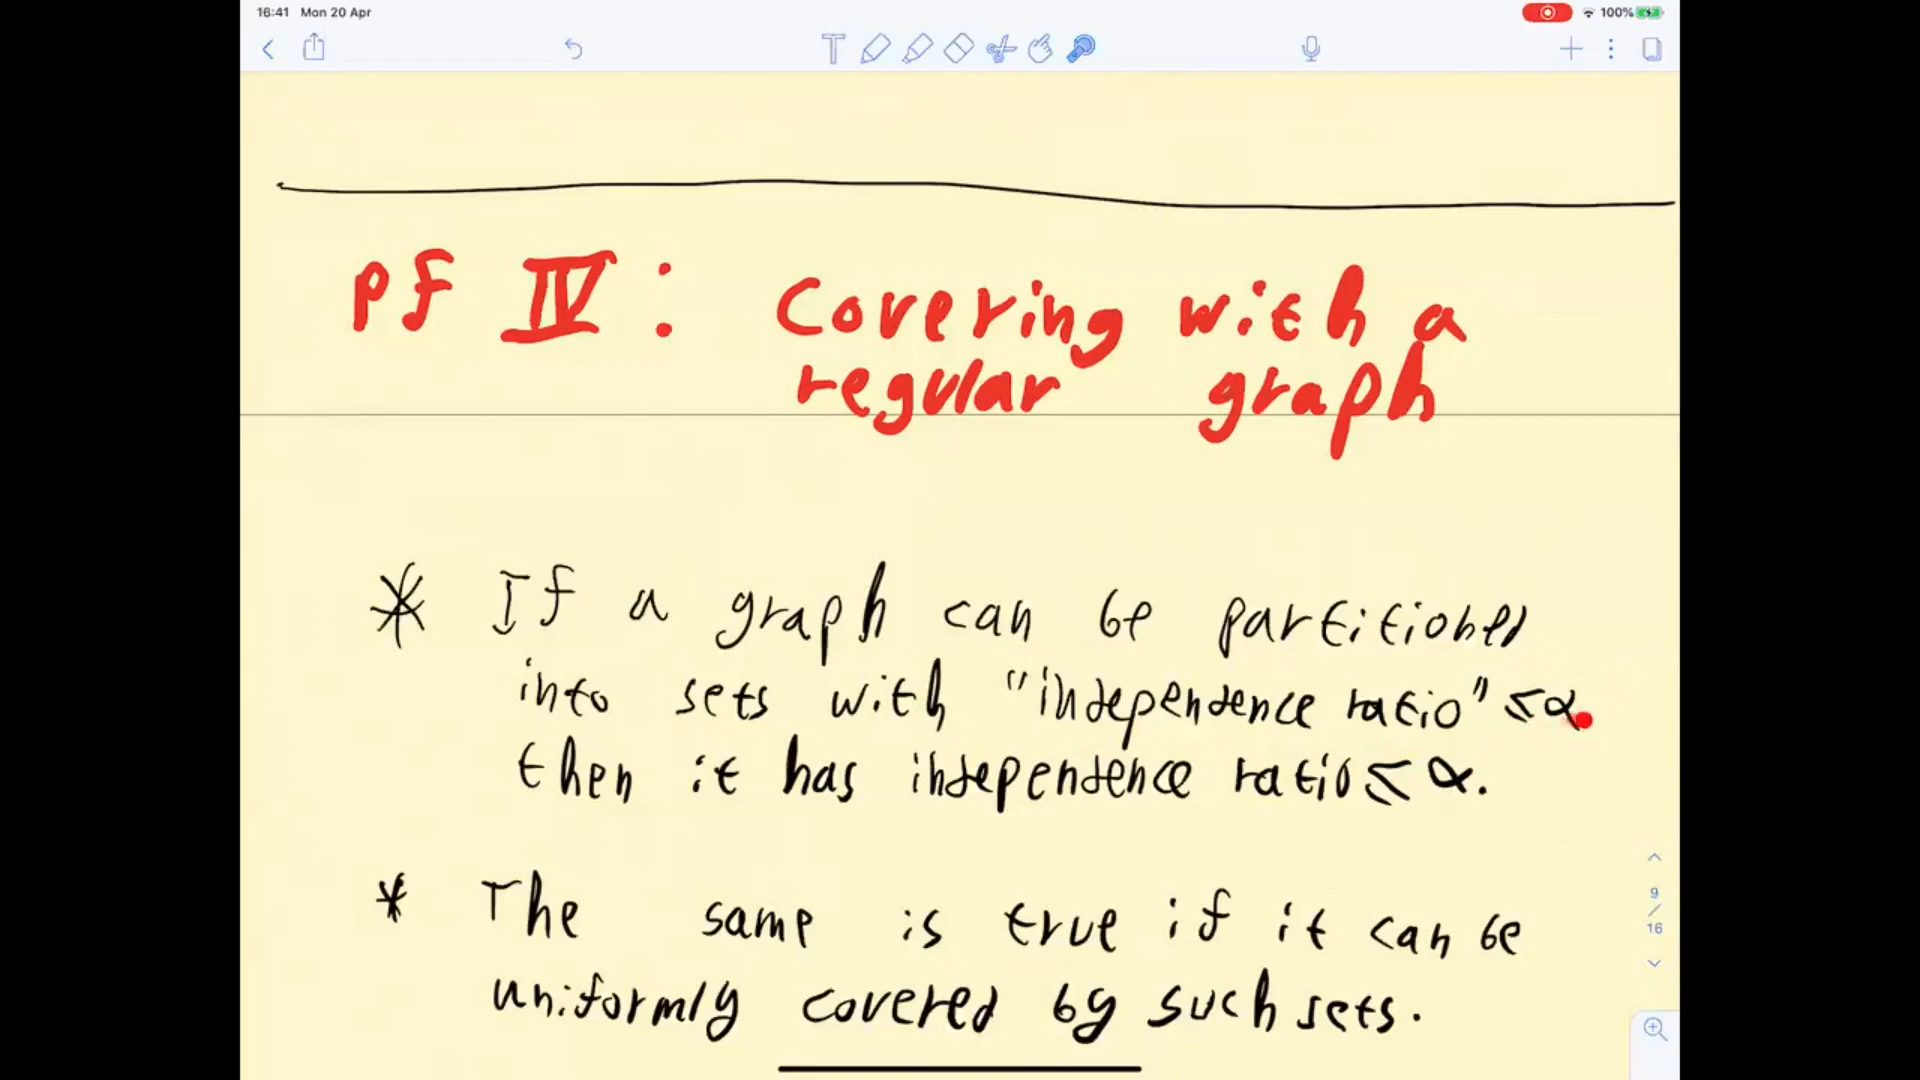 16:41 Mon 20 Apr
100%
T
pf IV: Covering with a
regular graph
* If a graph can be partitioned
into sets with "independence ratio" ≤ α
then it has independence ratio ≤ α.
* The same is true if it can be
uniformly covered by such sets.
9
/
16